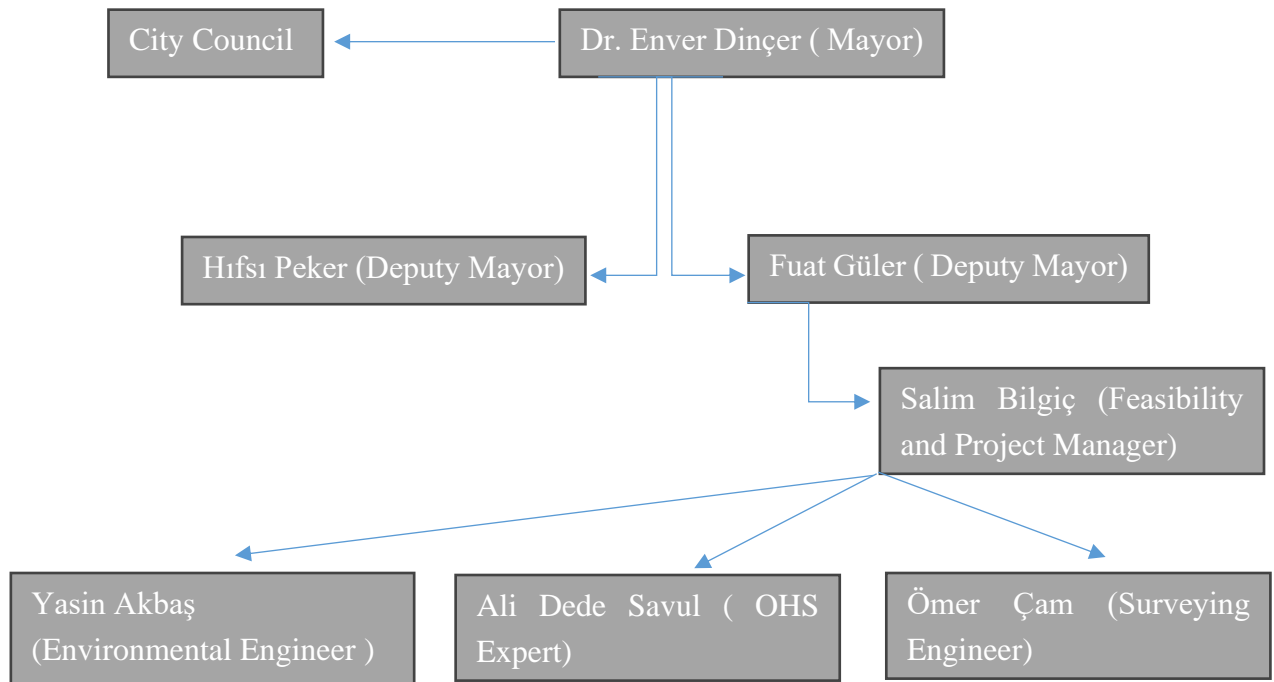 City Council
Dr. Enver Dinçer ( Mayor)
Hıfsı Peker (Deputy Mayor)
Fuat Güler ( Deputy Mayor)
Salim Bilgiç (Feasibility
and Project Manager)
Yasin Akbaş
(Environmental Engineer )
Ali Dede Savul ( OHS
Expert)
Ömer Çam (Surveying
Engineer)